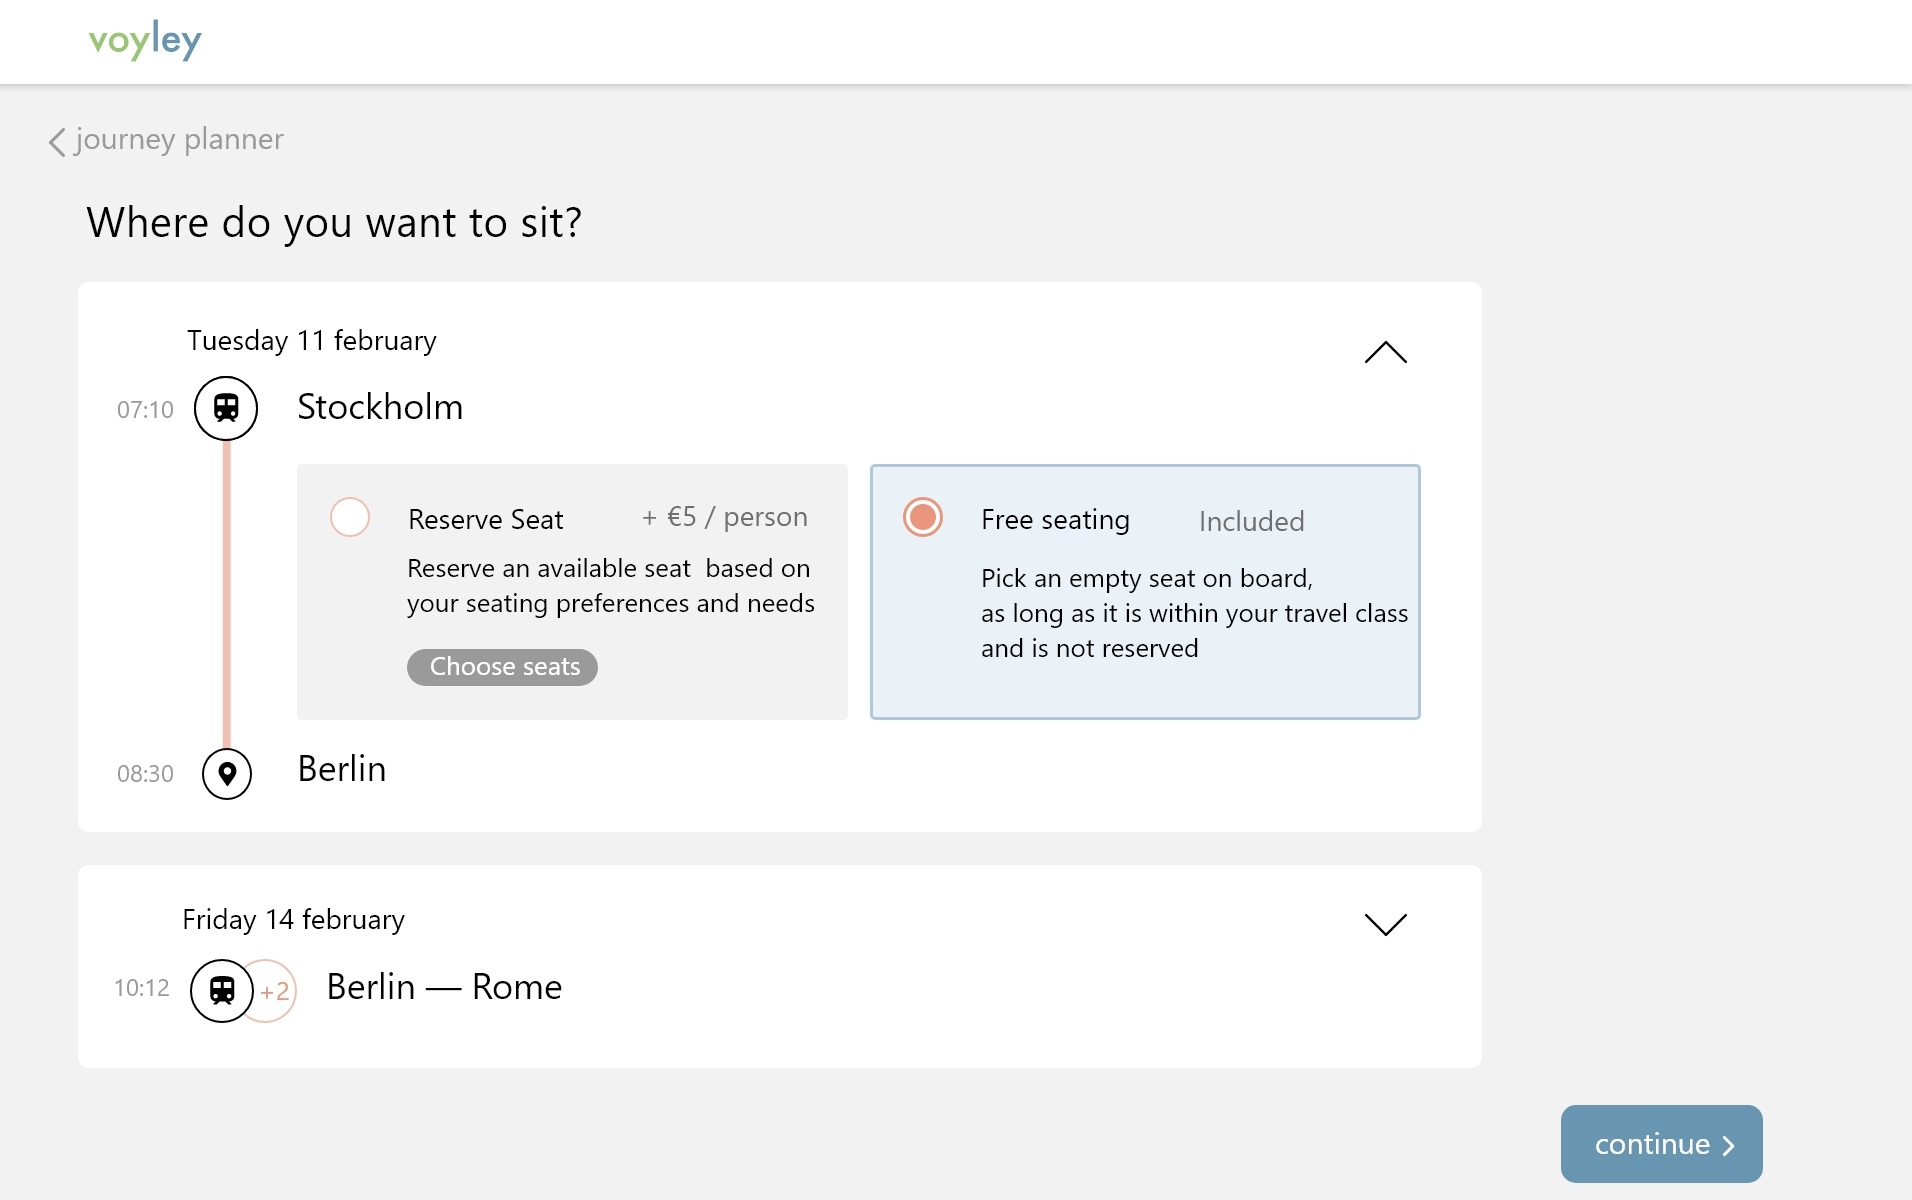 voyley
journey planner
Where do you want to sit?
Tuesday 11 february
07:10 Stockholm
Reserve Seat + €5 / person
Reserve an available seat based on
your seating preferences and needs
Choose seats
Free seating Included
Pick an empty seat on board,
as long as it is within your travel class
and is not reserved
08:30 Berlin
Friday 14 february
10:12 +2 Berlin — Rome
continue